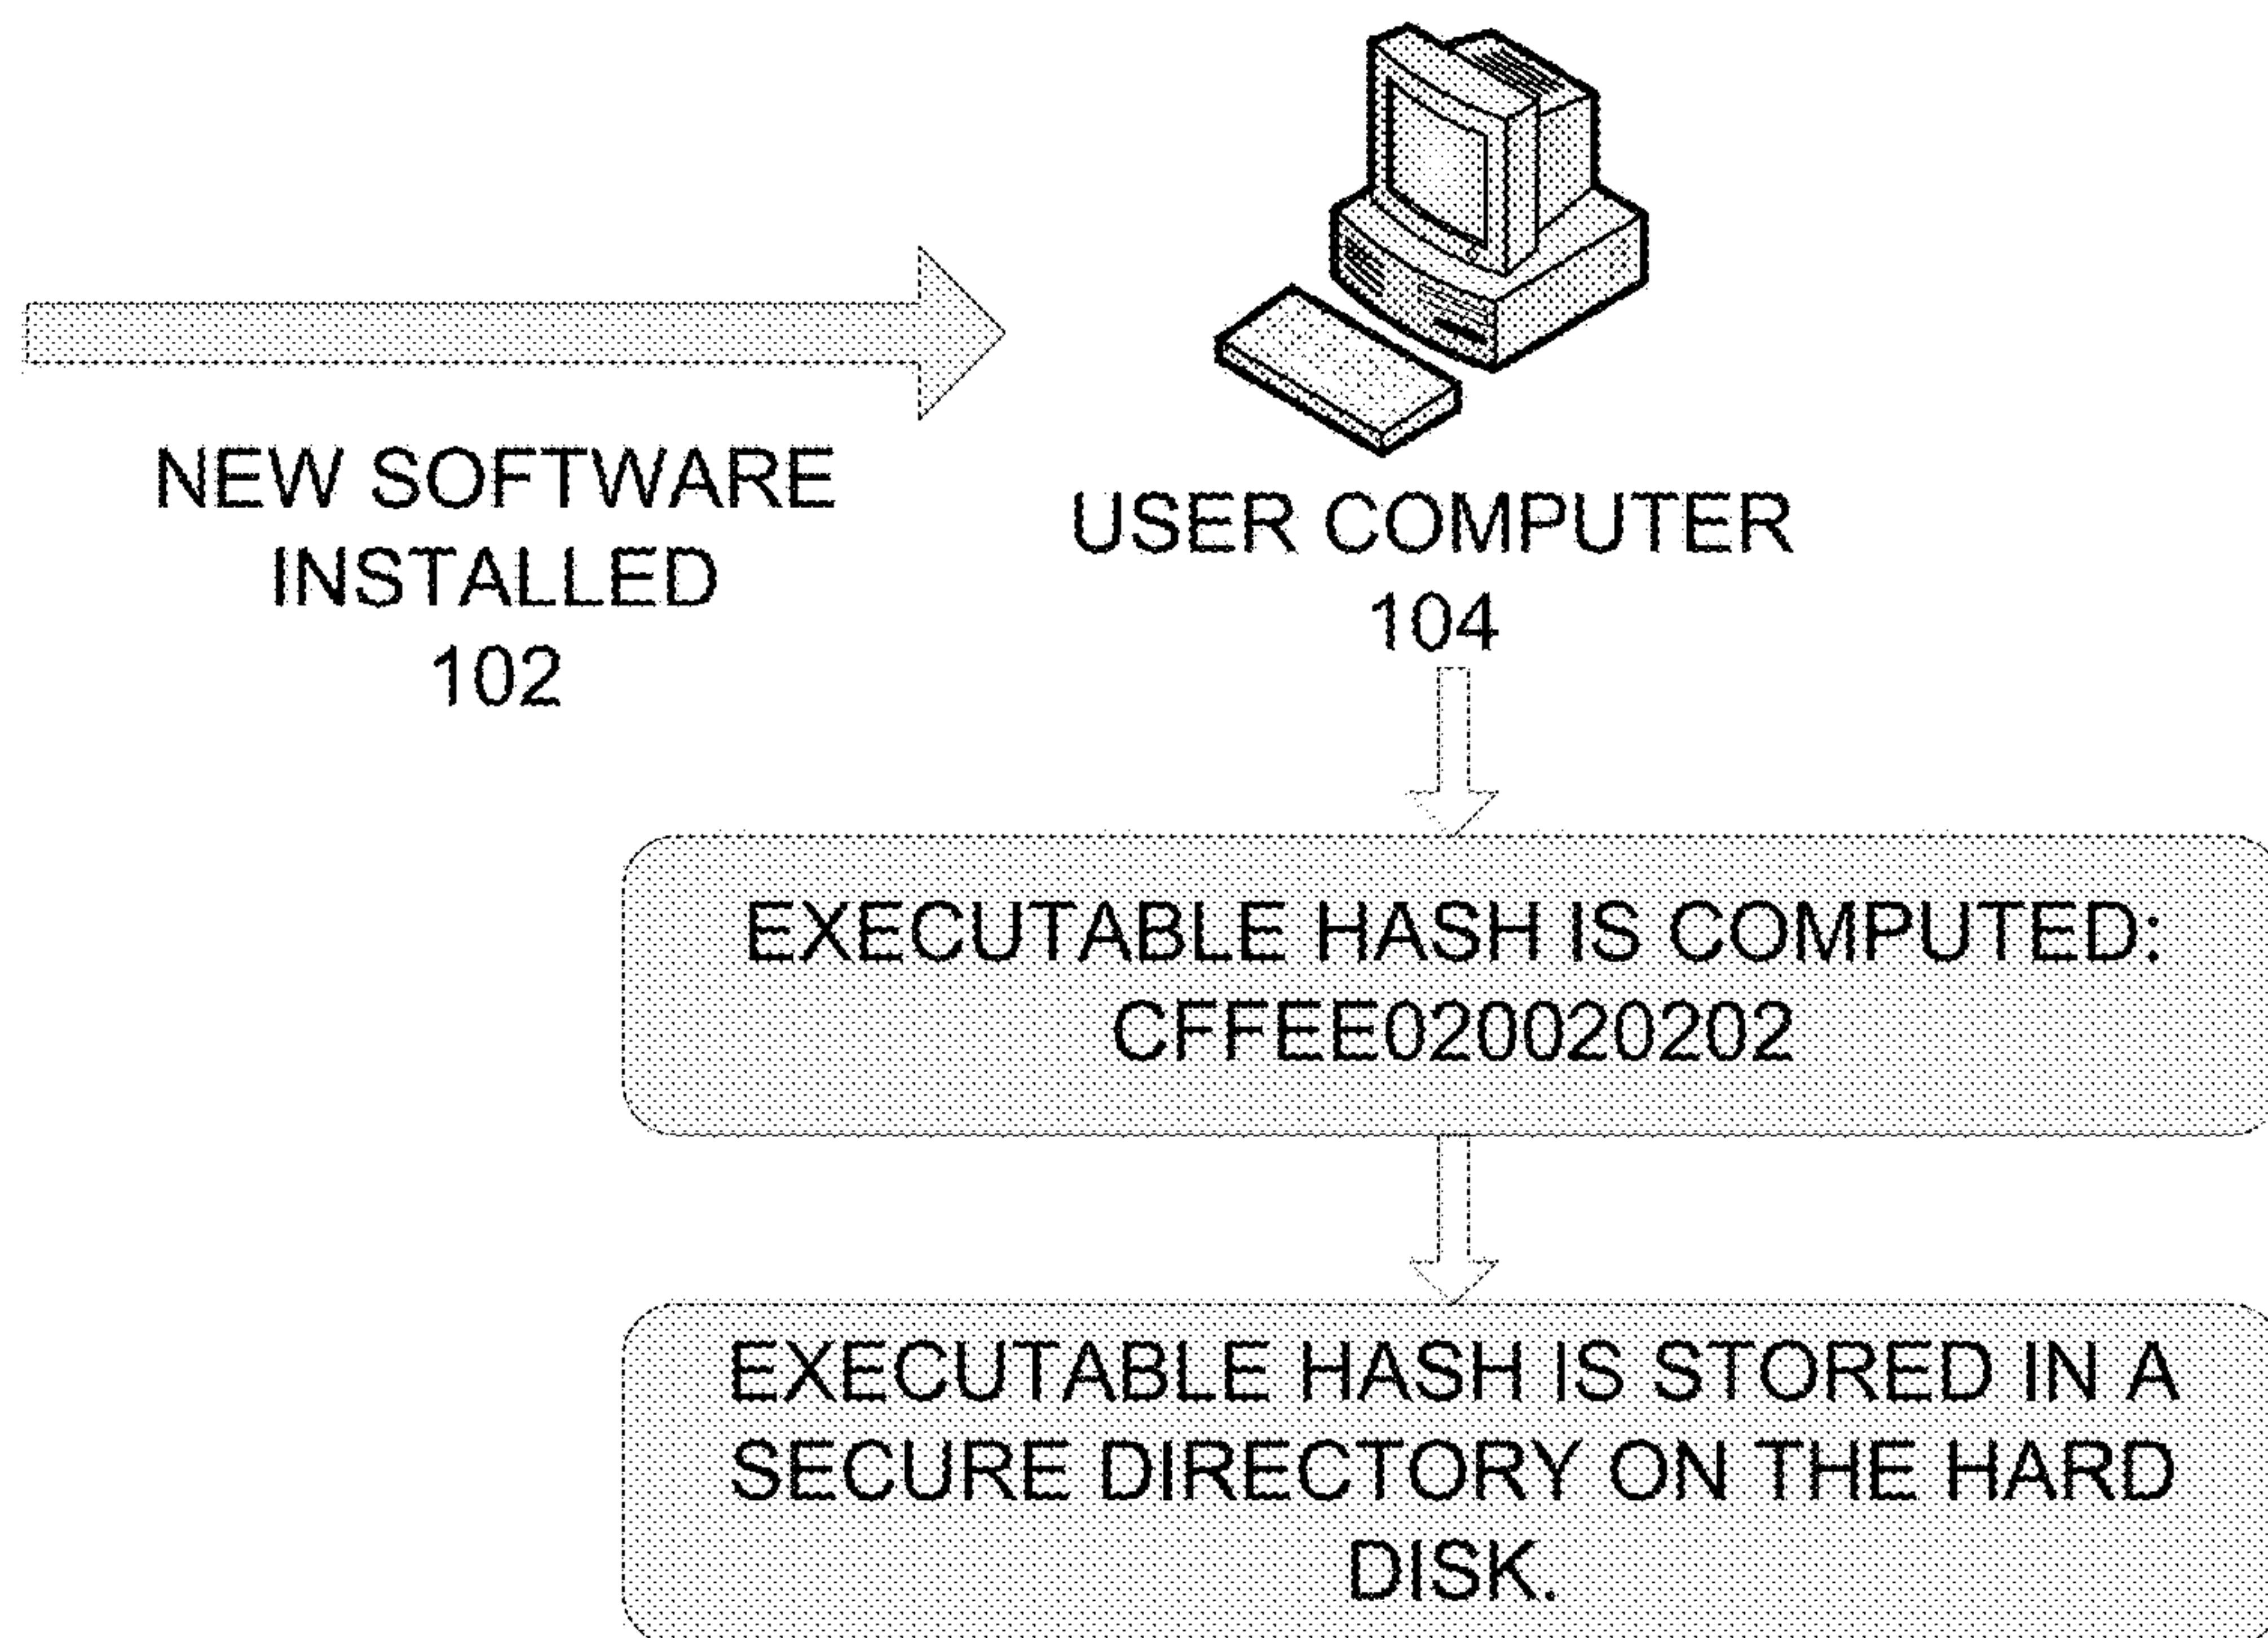 NEW SOFTWARE
INSTALLED
102
USER COMPUTER
104
EXECUTABLE HASH IS COMPUTED:
CFFEE020020202
EXECUTABLE HASH IS STORED IN A
SECURE DIRECTORY ON THE HARD
DISK.